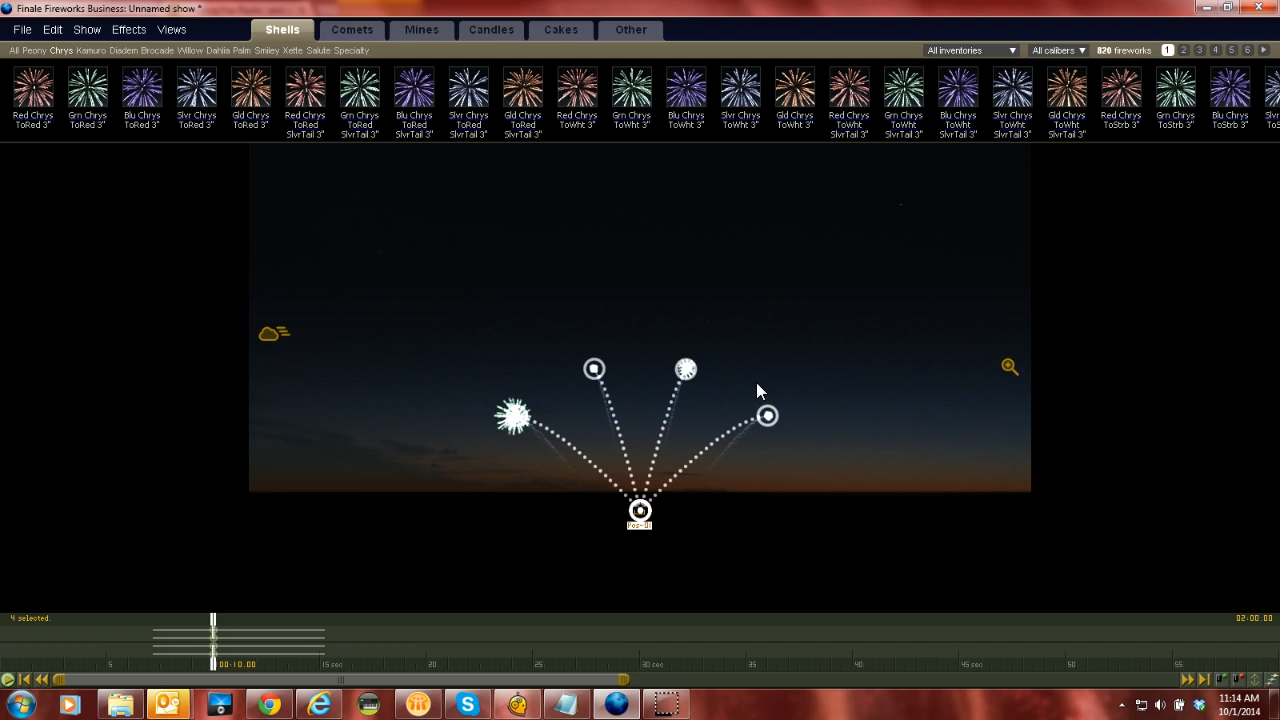 Finale Fireworks Business: Unnamed show *
File Edit Show Effects Views Shells Comets Mines Candles Cakes Other
All Peony Chrys Kamuro Diadem Brocade Willow Dahlia Palm Smiley Xette Salute Specialty All inventories All calibers 820 fireworks 1 2 3 4 5 6
Red Chrys Grn Chrys Blu Chrys Slvr Chrys Gld Chrys Red Chrys Grn Chrys Blu Chrys Slvr Chrys Gld Chrys Red Chrys Grn Chrys Blu Chrys Slvr Chrys Gld Chrys Red Chrys Grn Chrys Blu Chrys Slvr Chrys Gld Chrys Red Chrys Grn Chrys Blu Chrys
ToRed 3" ToRed 3" ToRed 3" ToRed 3" ToRed 3" ToRed ToRed ToRed ToRed ToRed ToWht 3" ToWht 3" ToWht 3" ToWht 3" ToWht 3" ToWht ToWht ToWht ToWht ToWht ToStrb 3" ToStrb 3" ToStrb 3"
SlvrTail 3" SlvrTail 3" SlvrTail 3" SlvrTail 3" SlvrTail 3" SlvrTail 3" SlvrTail 3" SlvrTail 3" SlvrTail 3" SlvrTail 3"
Pos-01
4 selected. 02:00.00
5 00:10.00 15 sec 20 25 30 sec 35 40 45 sec 50 55
11:14 AM
10/1/2014